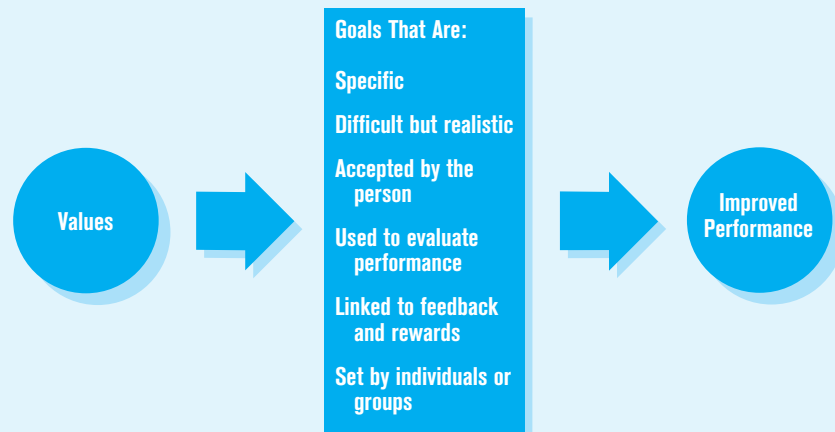 Values
Goals That Are:
Specific
Difficult but realistic
Accepted by the
person
Used to evaluate
performance
Linked to feedback
and rewards
Set by individuals or
groups
Improved
Performance